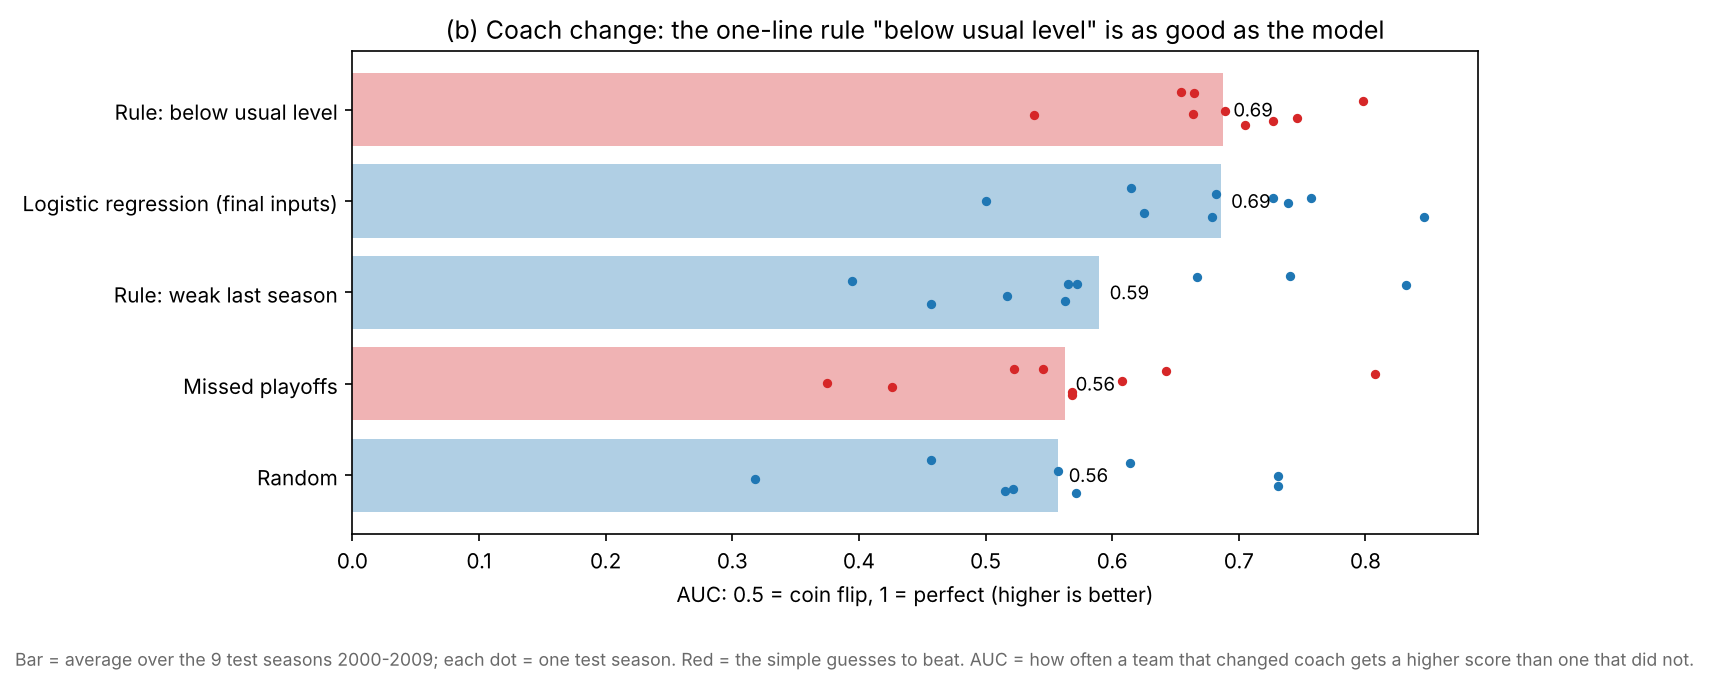 (b) Coach change: the one-line rule "below usual level" is as good as the model
Rule: below usual level
0.69
Logistic regression (final inputs)
0.69
Rule: weak last season
0.59
Missed playoffs
0.56
Random
0.56
0.0 0.1 0.2 0.3 0.4 0.5 0.6 0.7 0.8
AUC: 0.5 = coin flip, 1 = perfect (higher is better)
Bar = average over the 9 test seasons 2000-2009; each dot = one test season. Red = the simple guesses to beat. AUC = how often a team that changed coach gets a higher score than one that did not.